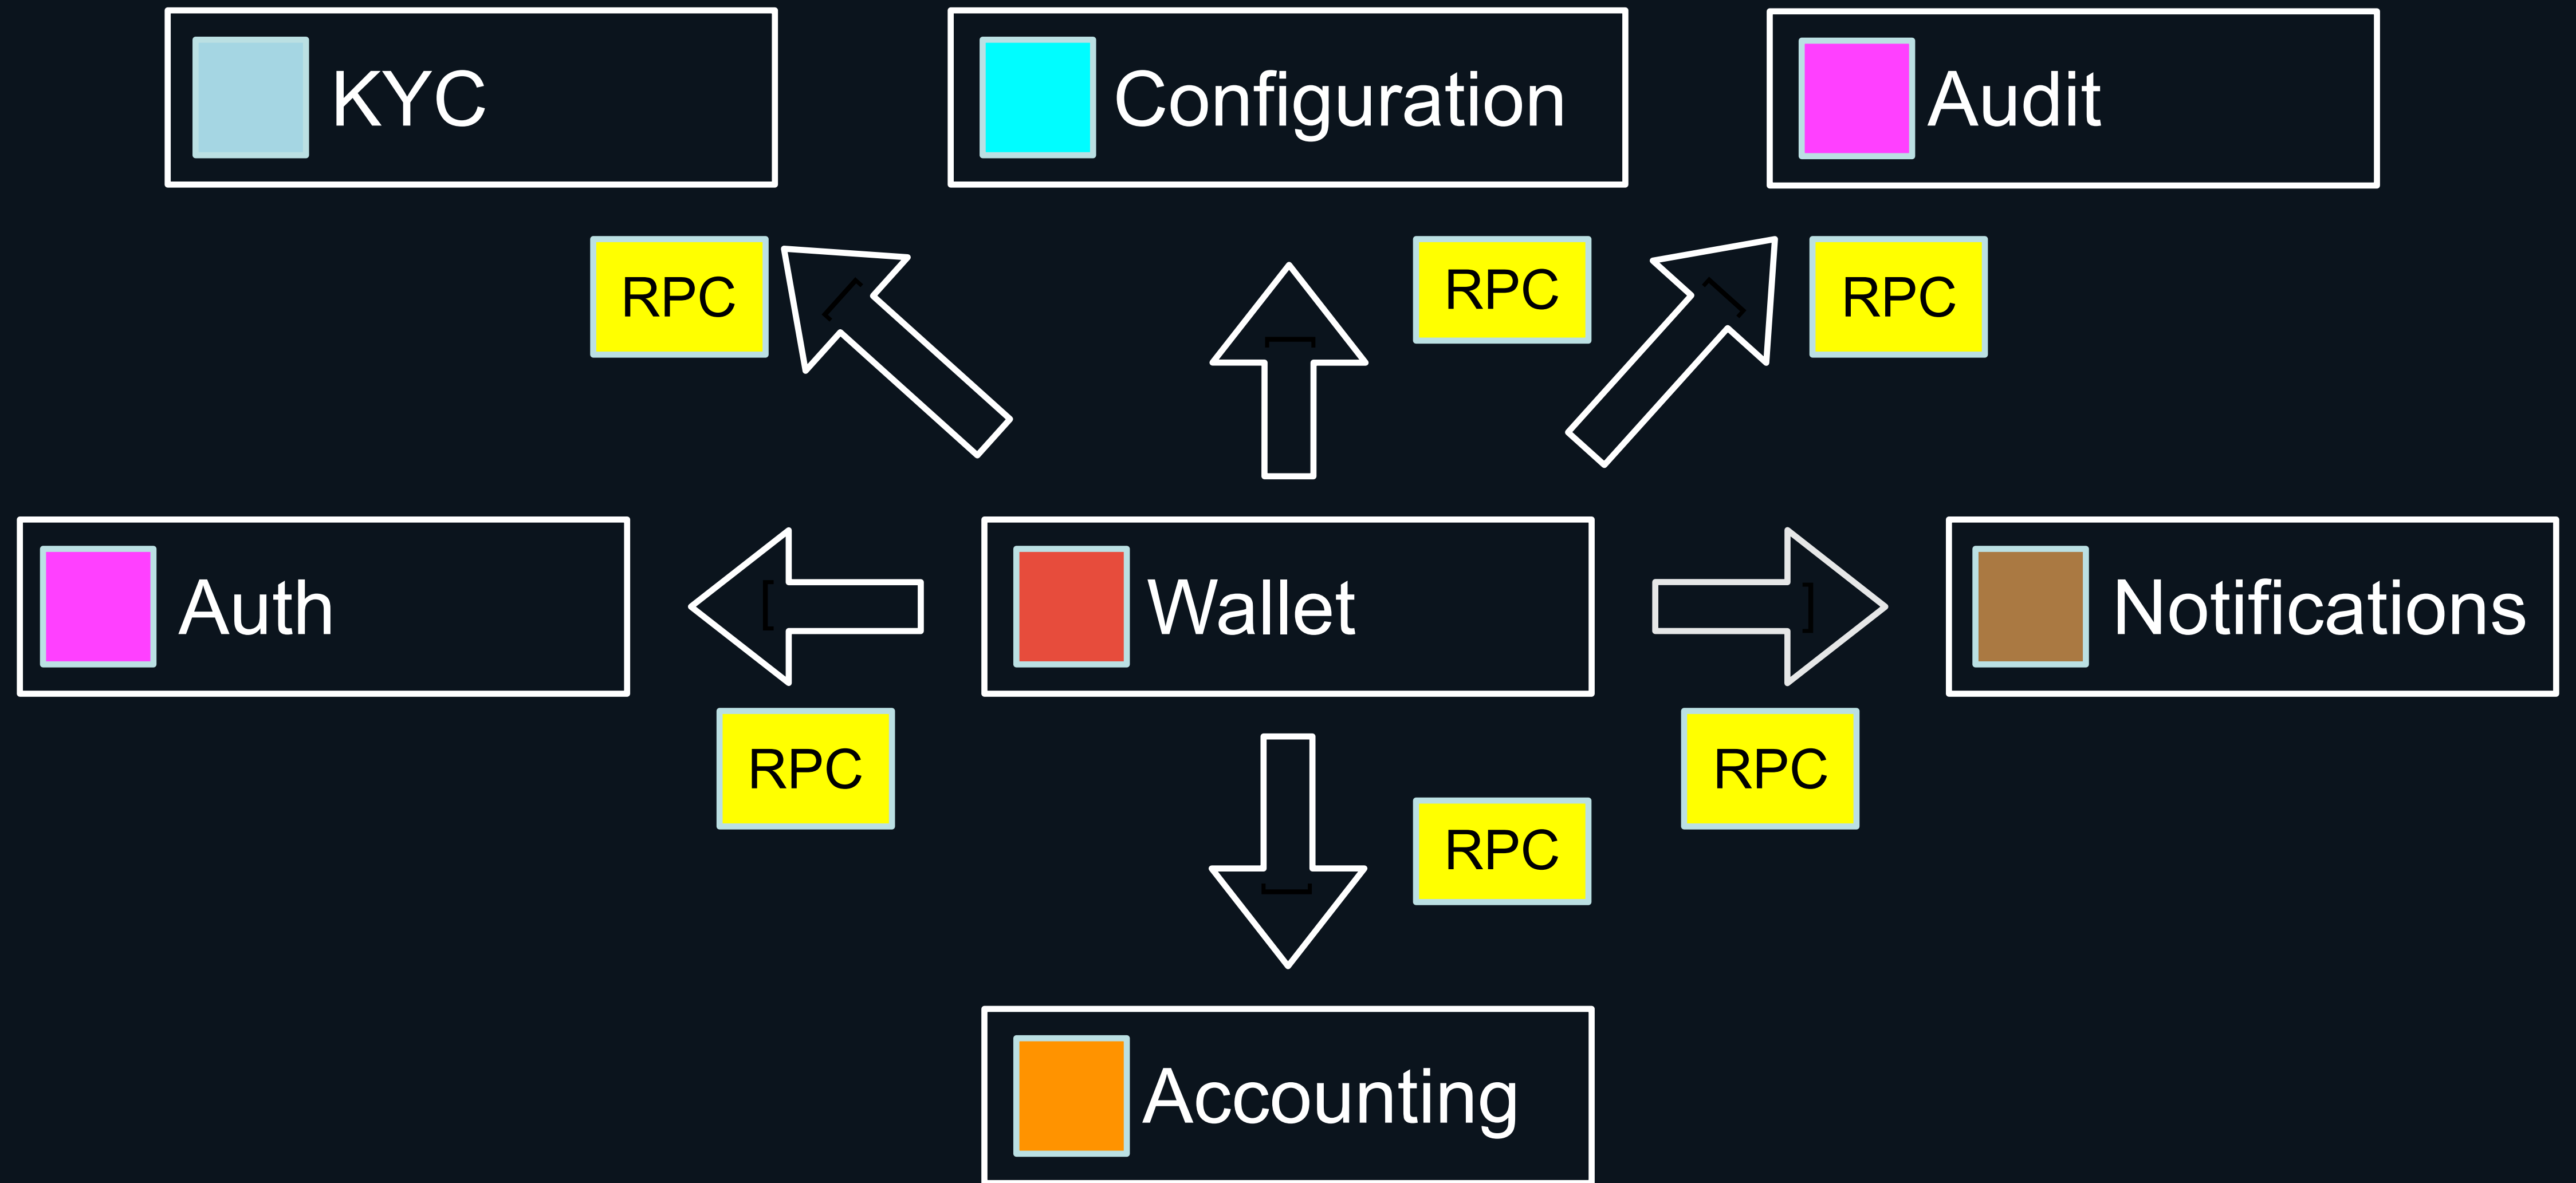 KYC
Configuration
Audit
RPC
RPC
RPC
Auth
Wallet
Notifications
RPC
RPC
RPC
Accounting